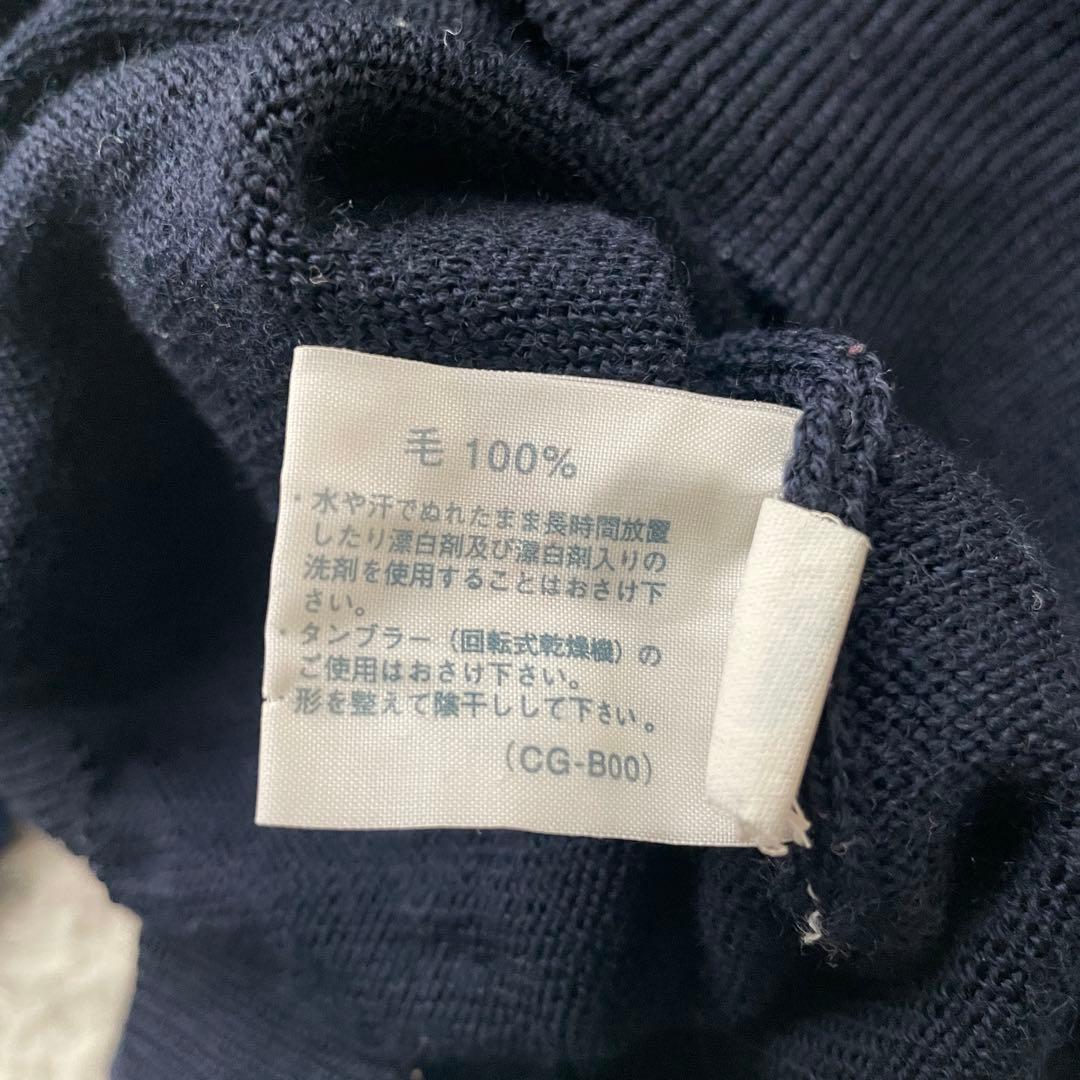 毛 100%
・水や汗でぬれたまま長時間放置
したり漂白剤及び漂白剤入りの
洗剤を使用することはおさけ下
さい。
・タンブラー（回転式乾燥機）の
ご使用はおさけ下さい。
・形を整えて陰干しして下さい。
（CG-B00）